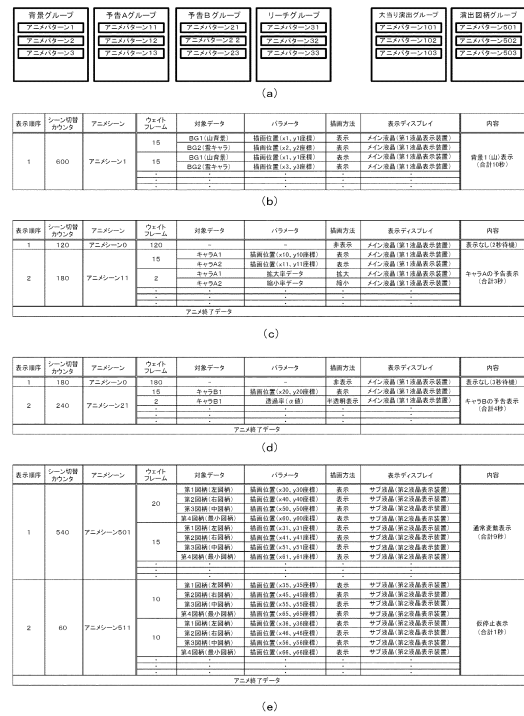 背景グループ 予告Aグループ 予告Bグループ リーチグループ 大当り演出グループ 演出図柄グループ
アニメパターン1 アニメパターン11 アニメパターン21 アニメパターン31 アニメパターン101 アニメパターン501
アニメパターン2 アニメパターン12 アニメパターン22 アニメパターン32 アニメパターン102 アニメパターン502
アニメパターン3 アニメパターン13 アニメパターン23 アニメパターン33 アニメパターン103 アニメパターン503
(a)
表示順序 シーン切替カウンタ アニメシーン ウェイトフレーム 対象データ パラメータ 描画方法 表示ディスプレイ 内容
1 600 アニメシーン1 15 BG1(山背景) 描画位置(x1,y1座標) 表示 メイン液晶(第1液晶表示装置) 背景1(山)表示(合計10秒)
BG2(雲キャラ) 描画位置(x2,y2座標) 表示 メイン液晶(第1液晶表示装置)
15 BG1(山背景) 描画位置(x1,y1座標) 表示 メイン液晶(第1液晶表示装置)
BG2(雲キャラ) 描画位置(x3,y3座標) 表示 メイン液晶(第1液晶表示装置)
(b)
表示順序 シーン切替カウンタ アニメシーン ウェイトフレーム 対象データ パラメータ 描画方法 表示ディスプレイ 内容
1 120 アニメシーン0 120 - - 非表示 メイン液晶(第1液晶表示装置) 表示なし(2秒待機)
2 180 アニメシーン11 15 キャラA1 描画位置(x10,y10座標) 表示 メイン液晶(第1液晶表示装置) キャラAの予告表示(合計3秒)
キャラA2 描画位置(x11,y11座標) 表示 メイン液晶(第1液晶表示装置)
2 キャラA1 拡大率データ 拡大 メイン液晶(第1液晶表示装置)
キャラA2 縮小率データ 縮小 メイン液晶(第1液晶表示装置)
アニメ終了データ
(c)
表示順序 シーン切替カウンタ アニメシーン ウェイトフレーム 対象データ パラメータ 描画方法 表示ディスプレイ 内容
1 180 アニメシーン0 180 - - 非表示 メイン液晶(第1液晶表示装置) 表示なし(3秒待機)
2 240 アニメシーン21 15 キャラB1 描画位置(x20,y20座標) 表示 メイン液晶(第1液晶表示装置) キャラBの予告表示(合計4秒)
2 キャラB1 透過率(α値) 半透明表示 メイン液晶(第1液晶表示装置)
アニメ終了データ
(d)
表示順序 シーン切替カウンタ アニメシーン ウェイトフレーム 対象データ パラメータ 描画方法 表示ディスプレイ 内容
1 540 アニメシーン501 20 第1図柄(左図柄) 描画位置(x30,y30座標) 表示 サブ液晶(第2液晶表示装置) 通常変動表示(合計9秒)
第2図柄(右図柄) 描画位置(x40,y40座標) 表示 サブ液晶(第2液晶表示装置)
第3図柄(中図柄) 描画位置(x50,y50座標) 表示 サブ液晶(第2液晶表示装置)
第4図柄(最小図柄) 描画位置(x60,y60座標) 表示 サブ液晶(第2液晶表示装置)
15 第1図柄(左図柄) 描画位置(x31,y31座標) 表示 サブ液晶(第2液晶表示装置)
第2図柄(右図柄) 描画位置(x41,y41座標) 表示 サブ液晶(第2液晶表示装置)
第3図柄(中図柄) 描画位置(x51,y51座標) 表示 サブ液晶(第2液晶表示装置)
第4図柄(最小図柄) 描画位置(x61,y61座標) 表示 サブ液晶(第2液晶表示装置)
2 60 アニメシーン511 10 第1図柄(左図柄) 描画位置(x35,y35座標) 表示 サブ液晶(第2液晶表示装置) 仮停止表示(合計1秒)
第2図柄(右図柄) 描画位置(x45,y45座標) 表示 サブ液晶(第2液晶表示装置)
第3図柄(中図柄) 描画位置(x55,y55座標) 表示 サブ液晶(第2液晶表示装置)
第4図柄(最小図柄) 描画位置(x65,y65座標) 表示 サブ液晶(第2液晶表示装置)
10 第1図柄(左図柄) 描画位置(x36,y36座標) 表示 サブ液晶(第2液晶表示装置)
第2図柄(右図柄) 描画位置(x46,y46座標) 表示 サブ液晶(第2液晶表示装置)
第3図柄(中図柄) 描画位置(x56,y56座標) 表示 サブ液晶(第2液晶表示装置)
第4図柄(最小図柄) 描画位置(x66,y66座標) 表示 サブ液晶(第2液晶表示装置)
アニメ終了データ
(e)